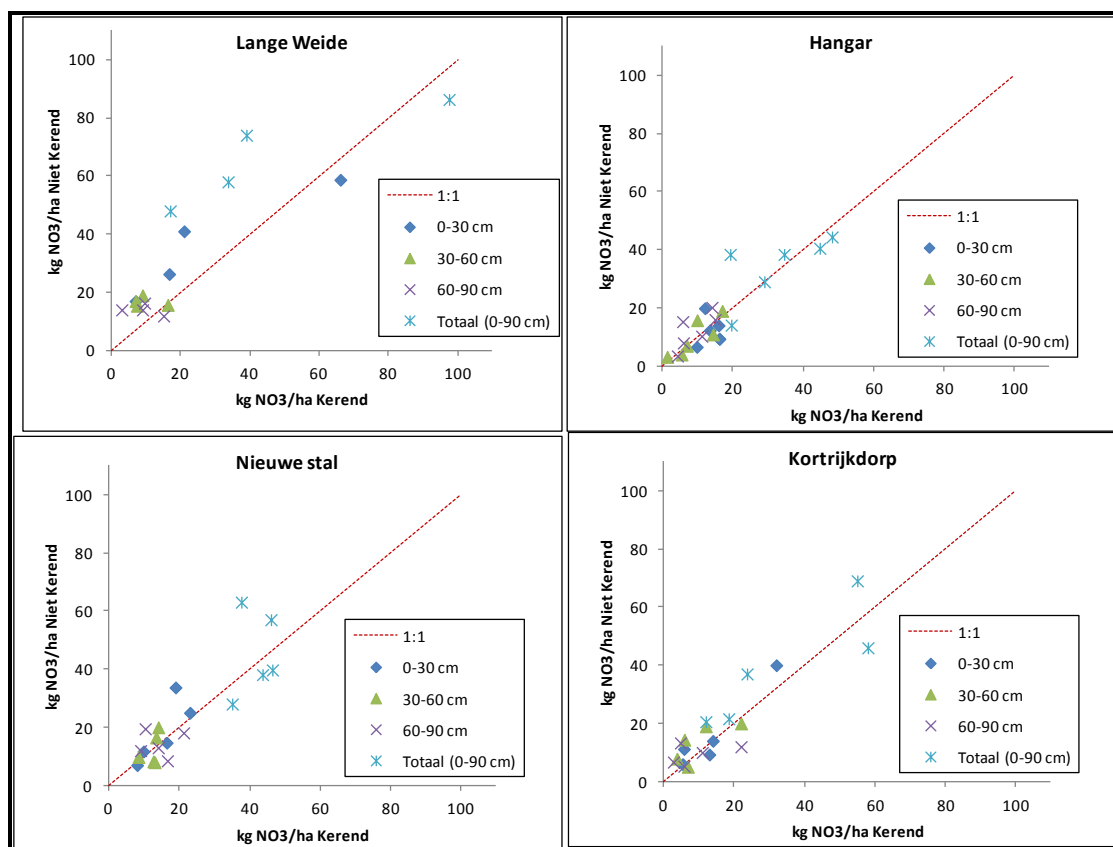 Lange Weide
100
80
60
40
20
0
kg NO3/ha Niet Kerend
0 20 40 60 80 100
kg NO3/ha Kerend
1:1
0-30 cm
30-60 cm
60-90 cm
Totaal (0-90 cm)
Hangar
100
80
60
40
20
0
kg NO3/ha Niet Kerend
0 20 40 60 80 100
kg NO3/ha Kerend
1:1
0-30 cm
30-60 cm
60-90 cm
Totaal (0-90 cm)
Nieuwe stal
100
80
60
40
20
0
kg NO3/ha Niet Kerend
0 20 40 60 80 100
kg NO3/ha Kerend
1:1
0-30 cm
30-60 cm
60-90 cm
Totaal (0-90 cm)
Kortrijkdorp
100
80
60
40
20
0
kg NO3/ha Niet Kerend
0 20 40 60 80 100
kg NO3/ha Kerend
1:1
0-30 cm
30-60 cm
60-90 cm
Totaal (0-90 cm)